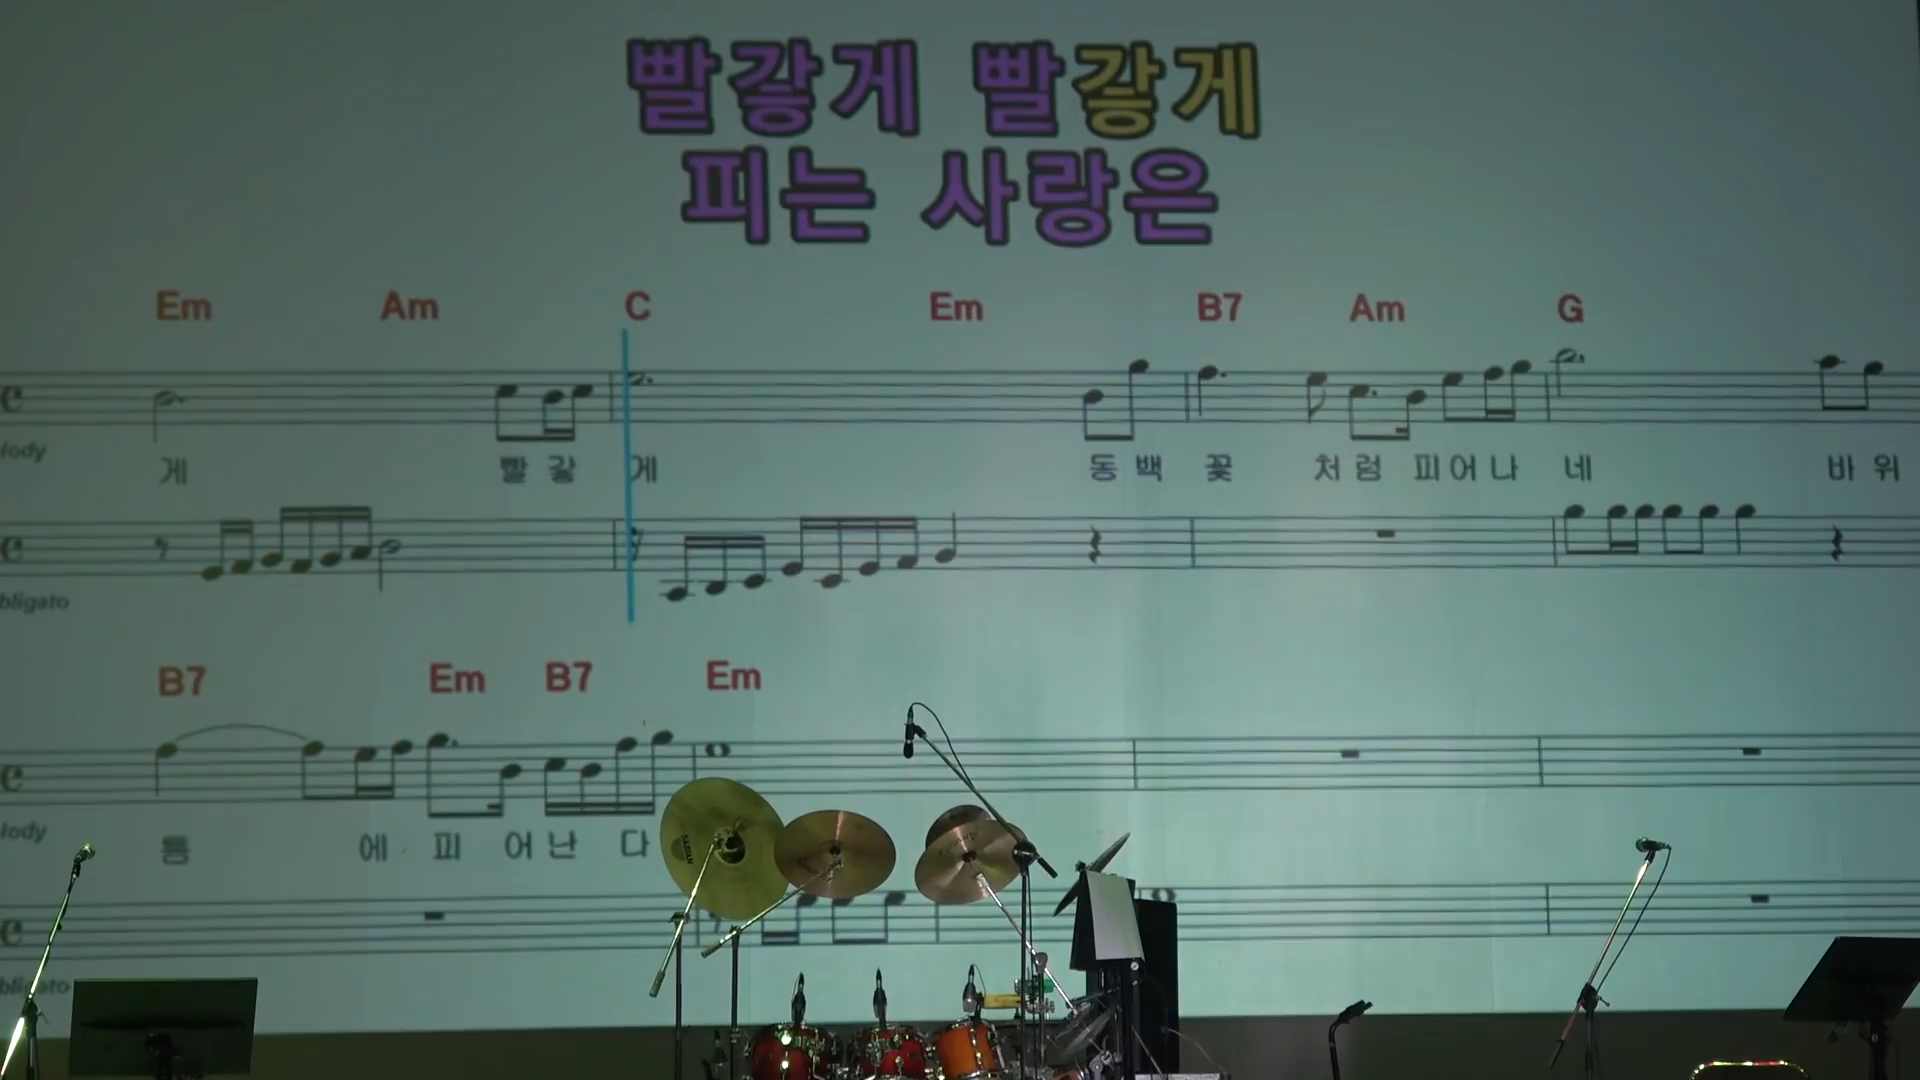 빨갛게 빨갛게
피는 사랑은
Em Am C Em B7 Am G
lody
게 빨 갛 게 동 백 꽃 처 럼 피 어 나 네 바 위
bligato
B7 Em B7 Em
lody
틈 에 피 어 난 다
bligato
SABIAN